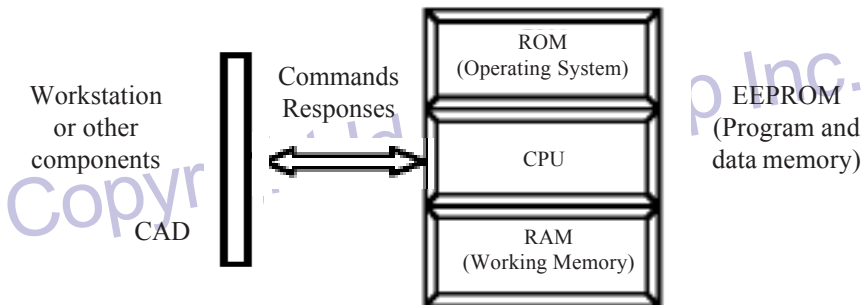 Workstation
or other
components
CAD
Commands
Responses
ROM
(Operating System)
CPU
RAM
(Working Memory)
EEPROM
(Program and
data memory)
Inc.